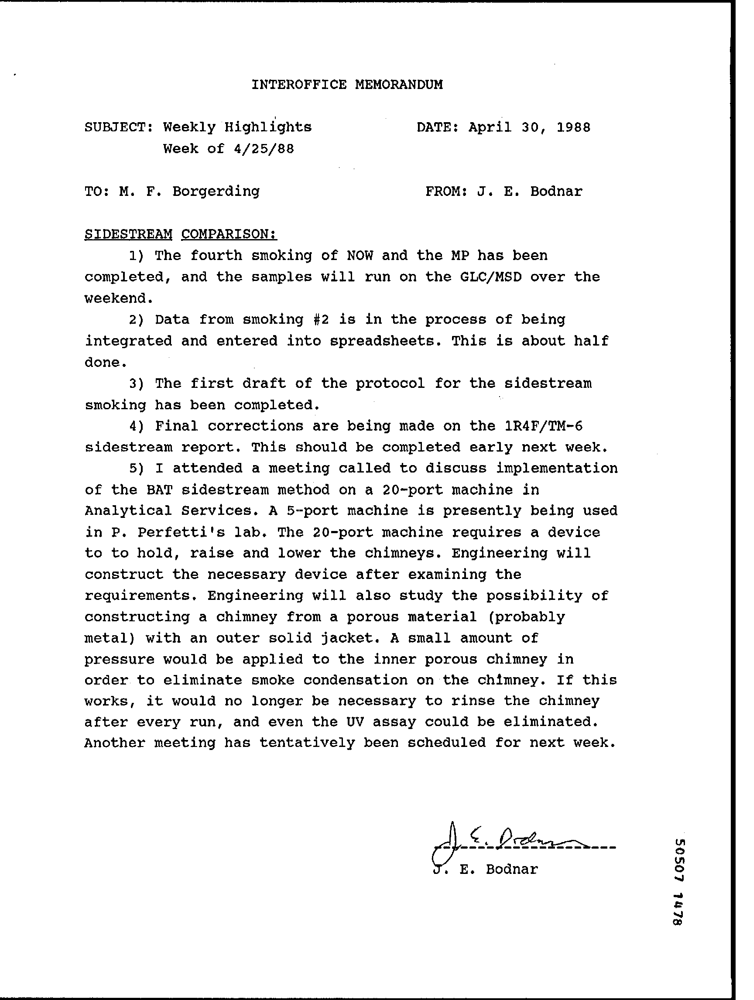 INTEROFFICE MEMORANDUM
SUBJECT: Weekly Highlights DATE: April 30, 1988
Week of 4/25/88
TO: M. F. Borgerding FROM: J. E. Bodnar
SIDESTREAM COMPARISON:
1) The fourth smoking of NOW and the MP has been
completed, and the samples will run on the GLC/MSD over the
weekend.
2) Data from smoking #2 is in the process of being
integrated and entered into spreadsheets. This is about half
done.
3) The first draft of the protocol for the sidestream
smoking has been completed.
4) Final corrections are being made on the 1R4F/TM-6
sidestream report. This should be completed early next week.
5) I attended a meeting called to discuss implementation
of the BAT sidestream method on a 20-port machine in
Analytical Services. A 5-port machine is presently being used
in P. Perfetti's lab. The 20-port machine requires a device
to to hold, raise and lower the chimneys. Engineering will
construct the necessary device after examining the
requirements. Engineering will also study the possibility of
constructing a chimney from a porous material (probably
metal) with an outer solid jacket. A small amount of
pressure would be applied to the inner porous chimney in
order to eliminate smoke condensation on the chimney. If this
works, it would no longer be necessary to rinse the chimney
after every run, and even the UV assay could be eliminated.
Another meeting has tentatively been scheduled for next week.
J. E. Bodnar
J. E. Bodnar
50507 1478